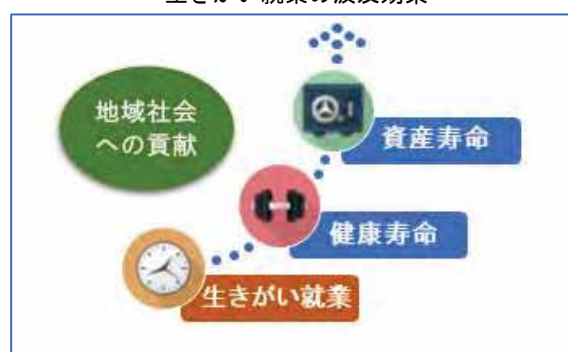 地域社会
への貢献
資産寿命
健康寿命
生きがい就業